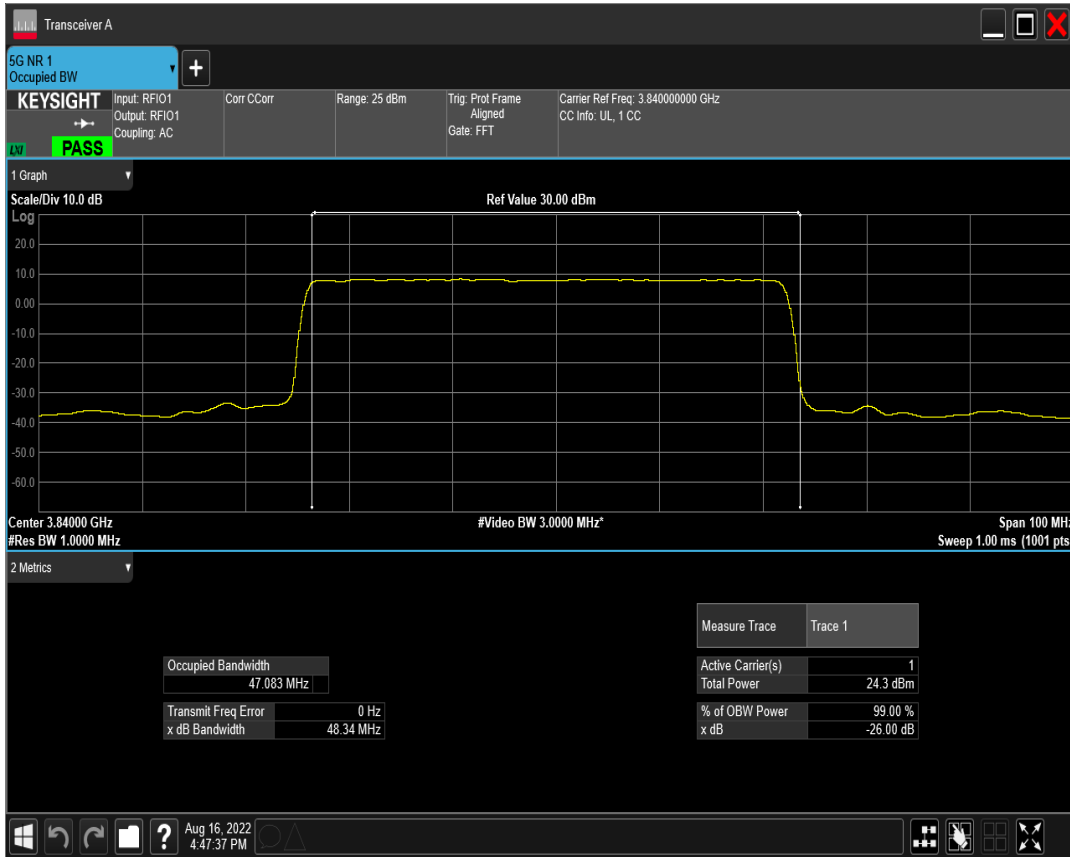 Transceiver A
5G NR 1
Occupied BW
+
KEYSIGHT
LXI
PASS
Input: RFIO1
Output: RFIO1
Coupling: AC
Corr CCorr
Range: 25 dBm
Trig: Prot Frame
Aligned
Gate: FFT
Carrier Ref Freq: 3.840000000 GHz
CC Info: UL, 1 CC
1 Graph
Scale/Div 10.0 dB
Ref Value 30.00 dBm
Log
20.0
10.0
0.00
-10.0
-20.0
-30.0
-40.0
-50.0
-60.0
Center 3.84000 GHz
#Video BW 3.0000 MHz*
Span 100 MHz
#Res BW 1.0000 MHz
Sweep 1.00 ms (1001 pts
2 Metrics
Measure Trace Trace 1
Occupied Bandwidth
47.083 MHz
Active Carrier(s) 1
Total Power 24.3 dBm
Transmit Freq Error 0 Hz
x dB Bandwidth 48.34 MHz
% of OBW Power 99.00 %
x dB -26.00 dB
?
Aug 16, 2022
4:47:37 PM